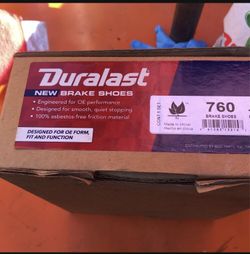 Duralast
NEW BRAKE SHOES
• Engineered for OE performance
• Designed for smooth, quiet stopping
• 100% asbestos-free friction material
DESIGNED FOR OE FORM,
FIT AND FUNCTION
760
BRAKE SHOES